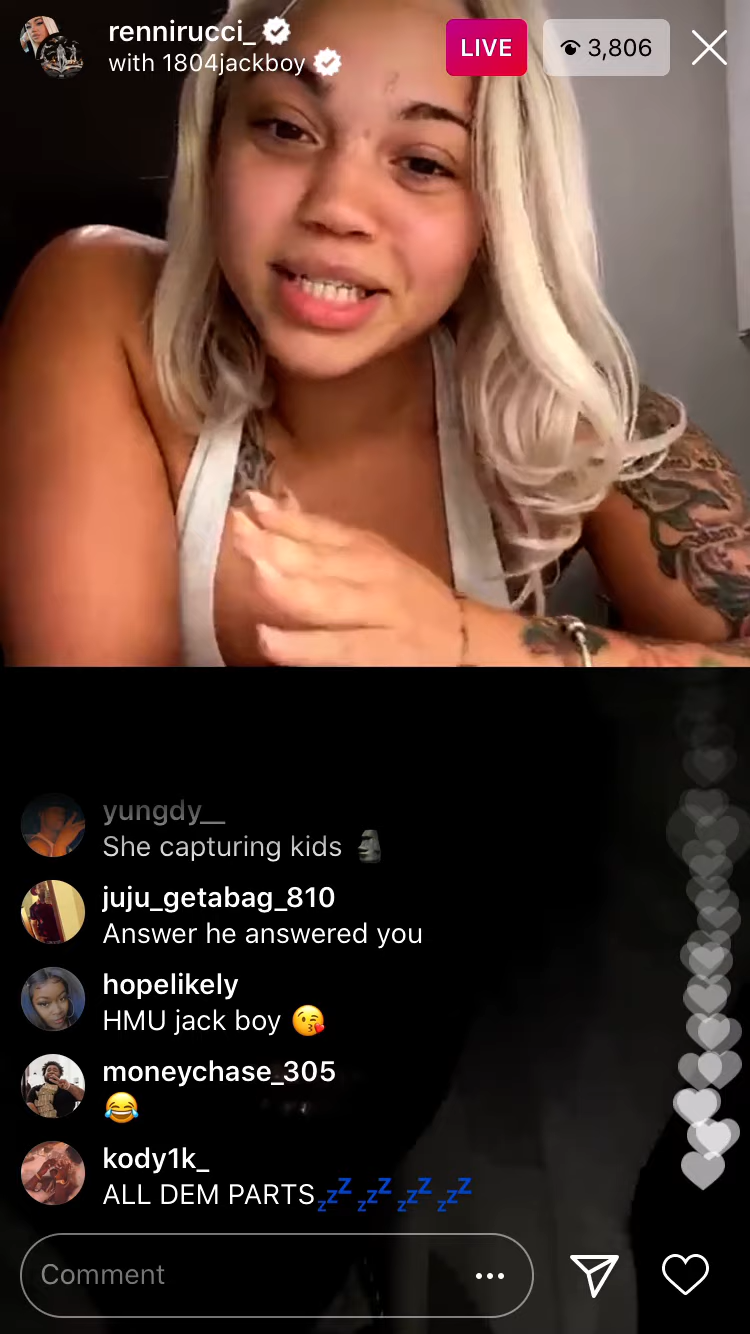 rennirucci_
with 1804jackboy
LIVE
3,806
yungdy__
She capturing kids 🗿
juju_getabag_810
Answer he answered you
hopelikely
HMU jack boy 😘
moneychase_305
😂
kody1k_
ALL DEM PARTS💤💤💤💤
Comment